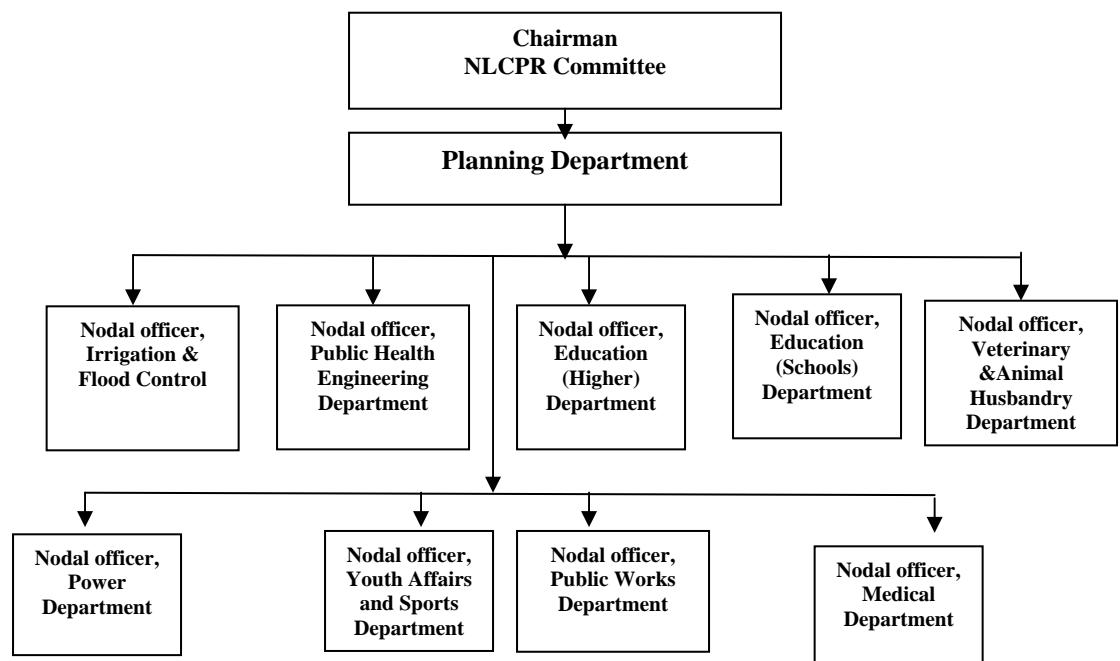 Chairman
NLCPR Committee
Planning Department
Nodal officer,
Irrigation &
Flood Control
Nodal officer,
Public Health
Engineering
Department
Nodal officer,
Education
(Higher)
Department
Nodal officer,
Education
(Schools)
Department
Nodal officer,
Veterinary
&Animal
Husbandry
Department
Nodal officer,
Power
Department
Nodal officer,
Youth Affairs
and Sports
Department
Nodal officer,
Public Works
Department
Nodal officer,
Medical
Department